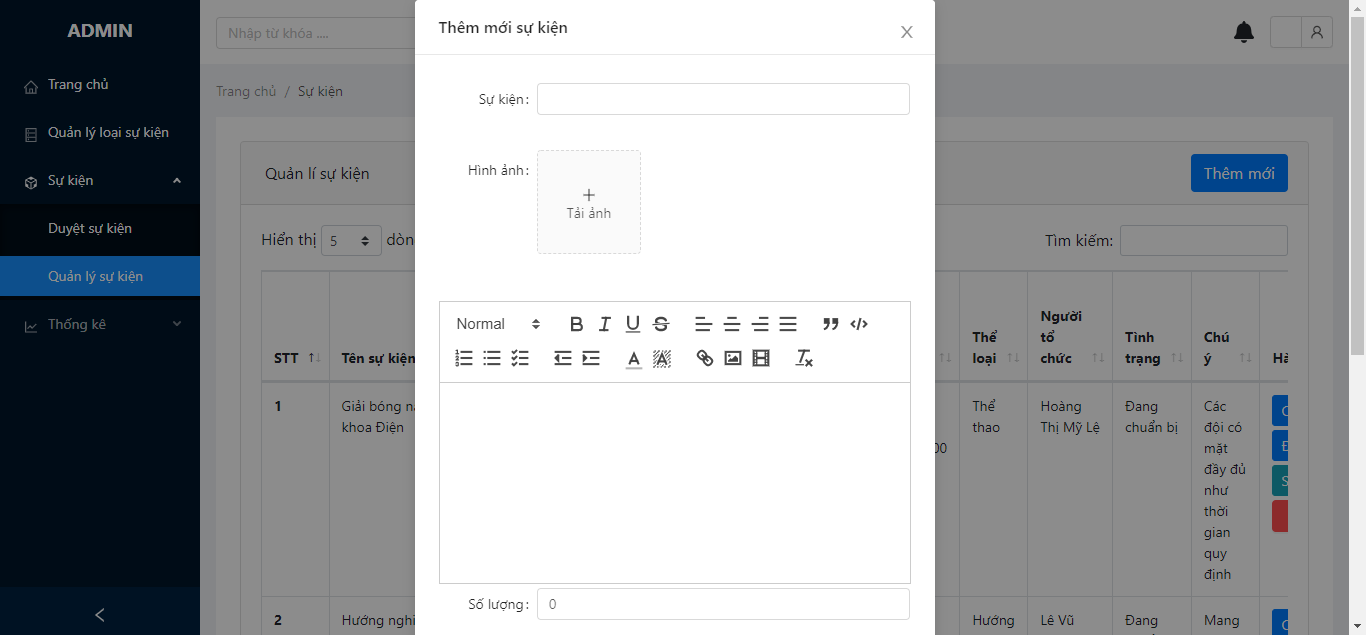 ADMIN
Trang chủ
Quản lý loại sự kiện
Sự kiện
Duyệt sự kiện
Quản lý sự kiện
Thống kê
Nhập từ khóa ....
Trang chủ / Sự kiện
Quản lí sự kiện
Thêm mới
Hiển thị 5
Tìm kiếm:
STT
Tên sự kiện
Thể loại
Người tổ chức
Tình trạng
Chú ý
1
Giải bóng
khoa Điện
00
Thể thao
Hoàng
Thị Mỹ Lệ
Đang
chuẩn bị
Các
đội có
mặt
đầy đủ
như
thời
gian
quy
định
2
Hướng
Hướng
Lê Vũ
Đang
Mang
Thêm mới sự kiện
Sự kiện:
Hình ảnh:
+
Tải ảnh
Normal
Số lượng: 0